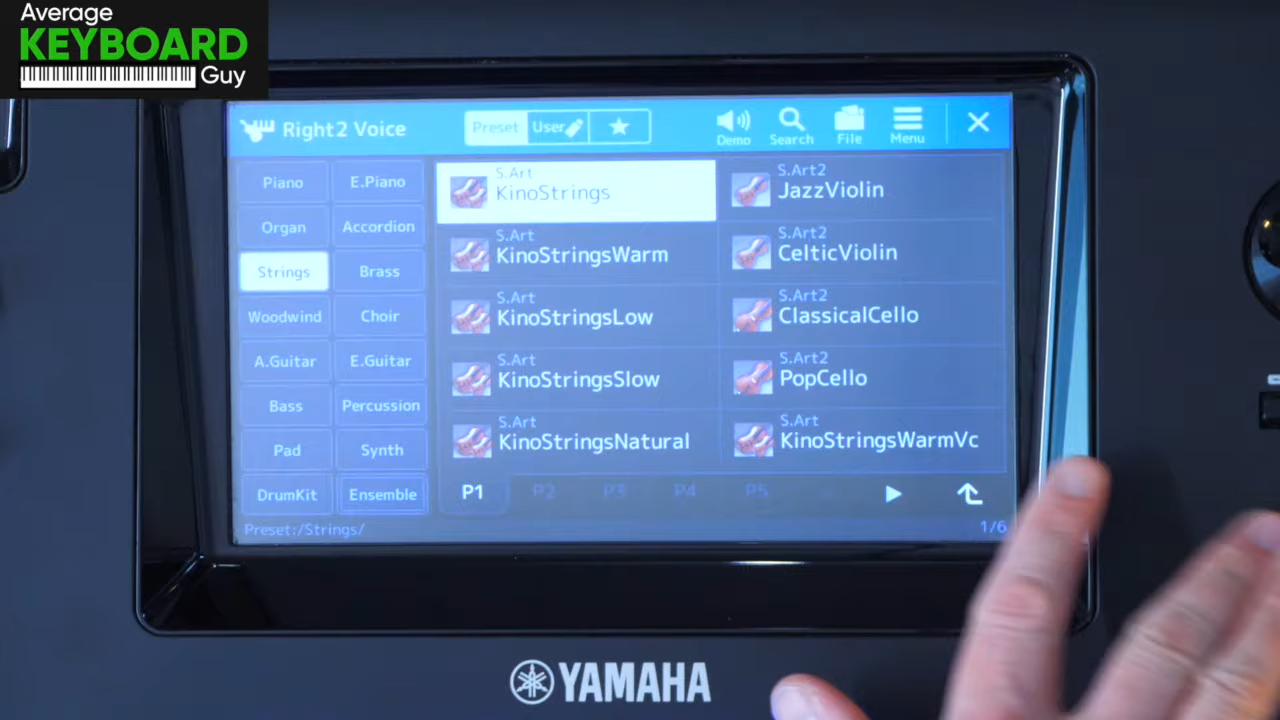 Average
KEYBOARD
Guy
Right2 Voice
Preset
User
Demo
Search
File
Menu
Piano
E.Piano
Organ
Accordion
Strings
Brass
Woodwind
Choir
A.Guitar
E.Guitar
Bass
Percussion
Pad
Synth
DrumKit
Ensemble
S.Art
KinoStrings
S.Art2
JazzViolin
S.Art
KinoStringsWarm
S.Art2
CelticViolin
S.Art
KinoStringsLow
S.Art2
ClassicalCello
S.Art
KinoStringsSlow
S.Art2
PopCello
S.Art
KinoStringsNatural
S.Art
KinoStringsWarmVc
P1
P2
P3
P4
P5
Preset:/Strings/
1/6
YAMAHA